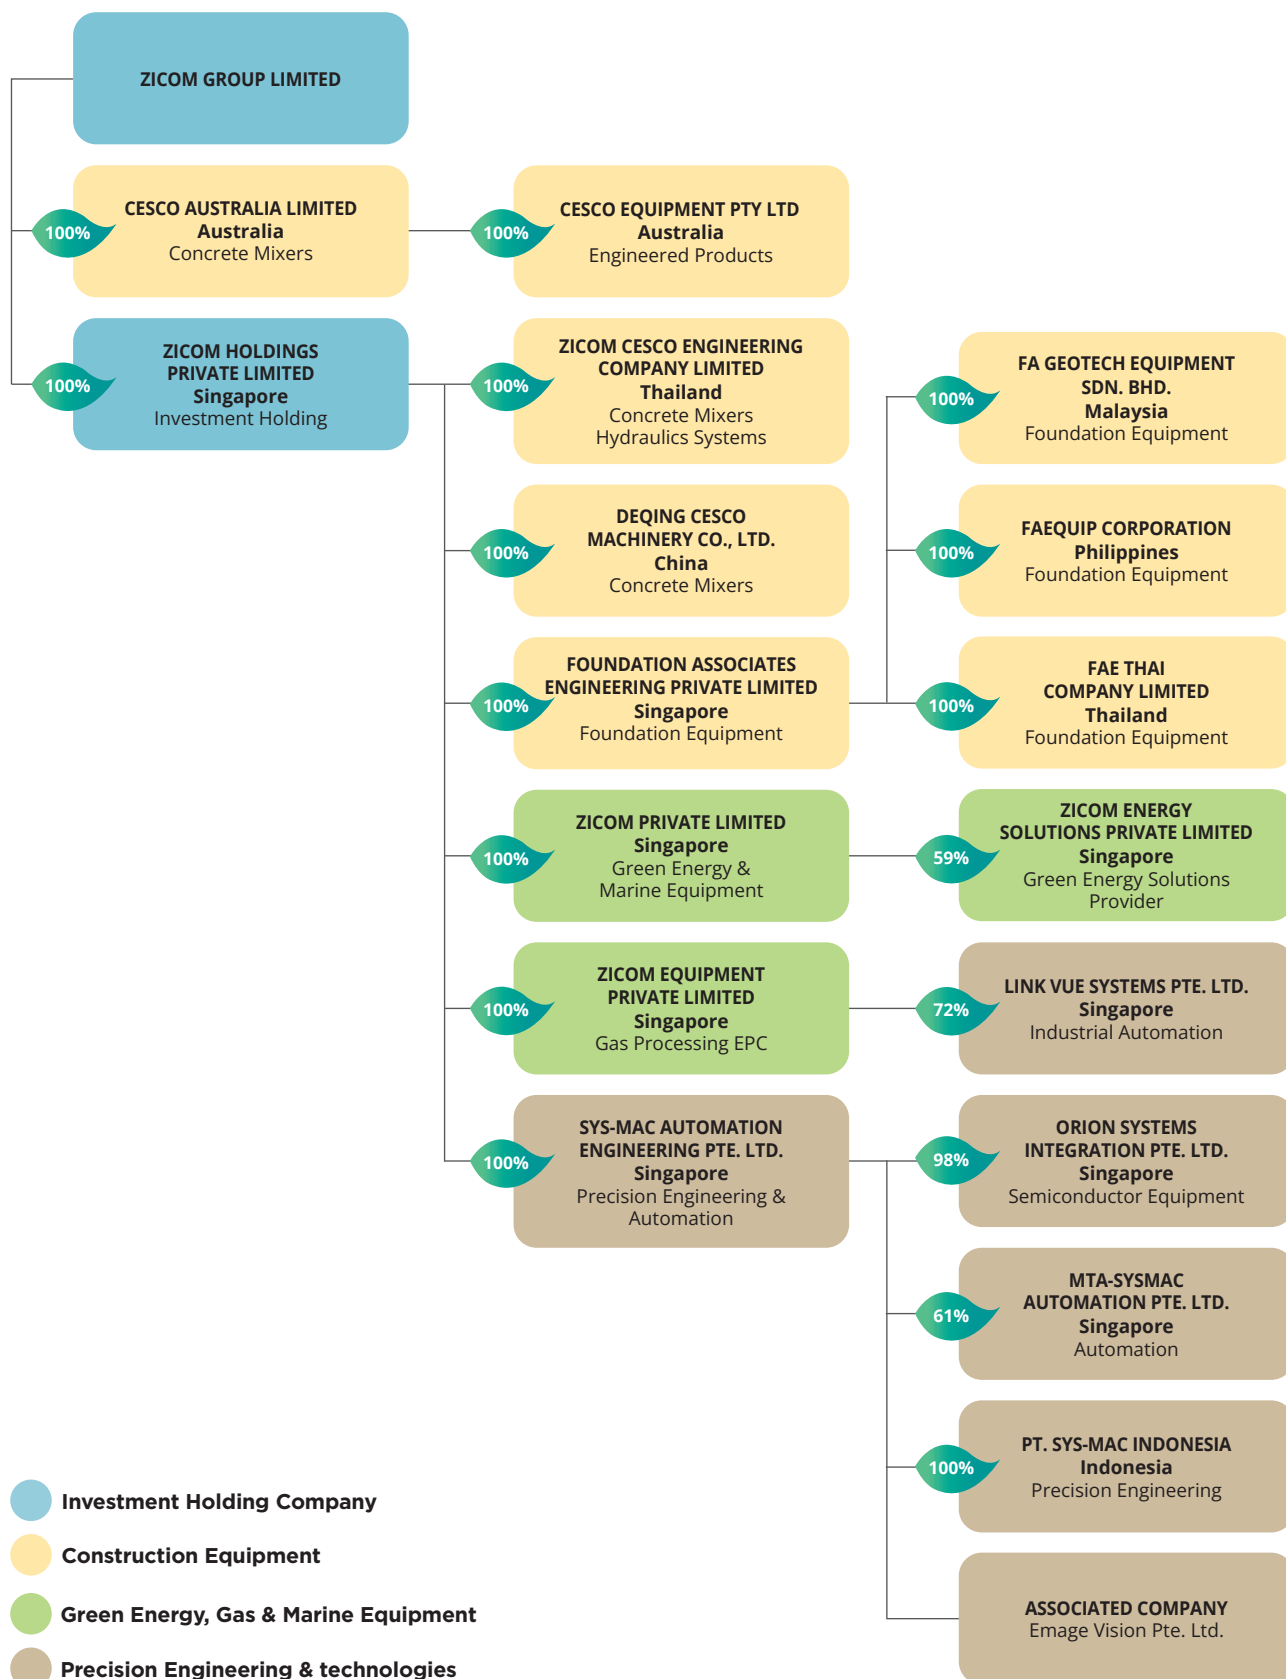 ZICOM GROUP LIMITED
100%
CESCO AUSTRALIA LIMITED
Australia
Concrete Mixers
100%
CESCO EQUIPMENT PTY LTD
Australia
Engineered Products
100%
ZICOM HOLDINGS
PRIVATE LIMITED
Singapore
Investment Holding
100%
ZICOM CESCO ENGINEERING
COMPANY LIMITED
Thailand
Concrete Mixers
Hydraulics Systems
100%
DEQING CESCO
MACHINERY CO., LTD.
China
Concrete Mixers
100%
FOUNDATION ASSOCIATES
ENGINEERING PRIVATE LIMITED
Singapore
Foundation Equipment
100%
FA GEOTECH EQUIPMENT
SDN. BHD.
Malaysia
Foundation Equipment
100%
FAEQUIP CORPORATION
Philippines
Foundation Equipment
100%
FAE THAI
COMPANY LIMITED
Thailand
Foundation Equipment
100%
ZICOM PRIVATE LIMITED
Singapore
Green Energy &
Marine Equipment
59%
ZICOM ENERGY
SOLUTIONS PRIVATE LIMITED
Singapore
Green Energy Solutions
Provider
100%
ZICOM EQUIPMENT
PRIVATE LIMITED
Singapore
Gas Processing EPC
72%
LINK VUE SYSTEMS PTE. LTD.
Singapore
Industrial Automation
100%
SYS-MAC AUTOMATION
ENGINEERING PTE. LTD.
Singapore
Precision Engineering &
Automation
98%
ORION SYSTEMS
INTEGRATION PTE. LTD.
Singapore
Semiconductor Equipment
61%
MTA-SYSMAC
AUTOMATION PTE. LTD.
Singapore
Automation
100%
PT. SYS-MAC INDONESIA
Indonesia
Precision Engineering
ASSOCIATED COMPANY
Emage Vision Pte. Ltd.
Investment Holding Company
Construction Equipment
Green Energy, Gas & Marine Equipment
Precision Engineering & technologies